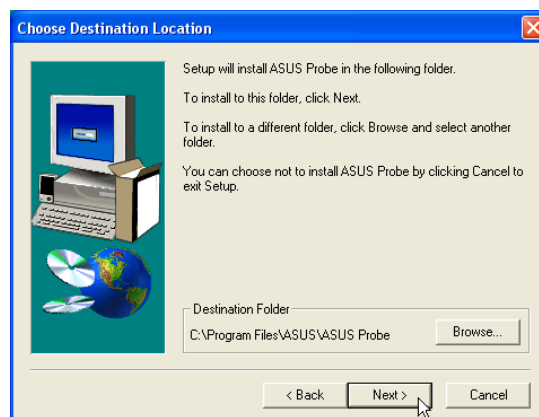 Choose Destination Location
Setup will install ASUS Probe in the following folder.
To install to this folder, click Next.
To install to a different folder, click Browse and select another
folder.
You can choose not to install ASUS Probe by clicking Cancel to
exit Setup.
Destination Folder
C:\Program Files\ASUS\ASUS Probe
Browse...
< Back
Next >
Cancel